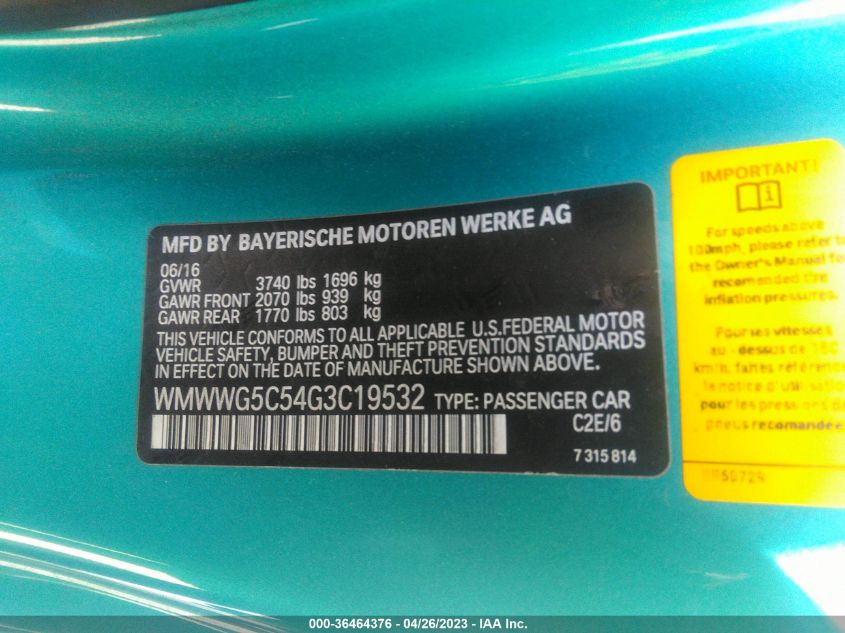 MFD BY BAYERISCHE MOTOREN WERKE AG
06/16
GVWR 3740 lbs 1696 kg
GAWR FRONT 2070 lbs 939 kg
GAWR REAR 1770 lbs 803 kg
THIS VEHICLE CONFORMS TO ALL APPLICABLE U.S.FEDERAL MOTOR
VEHICLE SAFETY, BUMPER AND THEFT PREVENTION STANDARDS
IN EFFECT ON THE DATE OF MANUFACTURE SHOWN ABOVE.
WMWWG5C54G3C19532 TYPE: PASSENGER CAR
C2E/6
7 315 814
IMPORTANT!
For speeds above
100mph, please refer to
the Owner's Manual for
recommended tire
inflation pressures.
Pour les vitesses
au - dessus de 160
km/h, faites référence
à la notice
pour les pressions
pneus recomandée
000-36464376 - 04/26/2023 - IAA Inc.